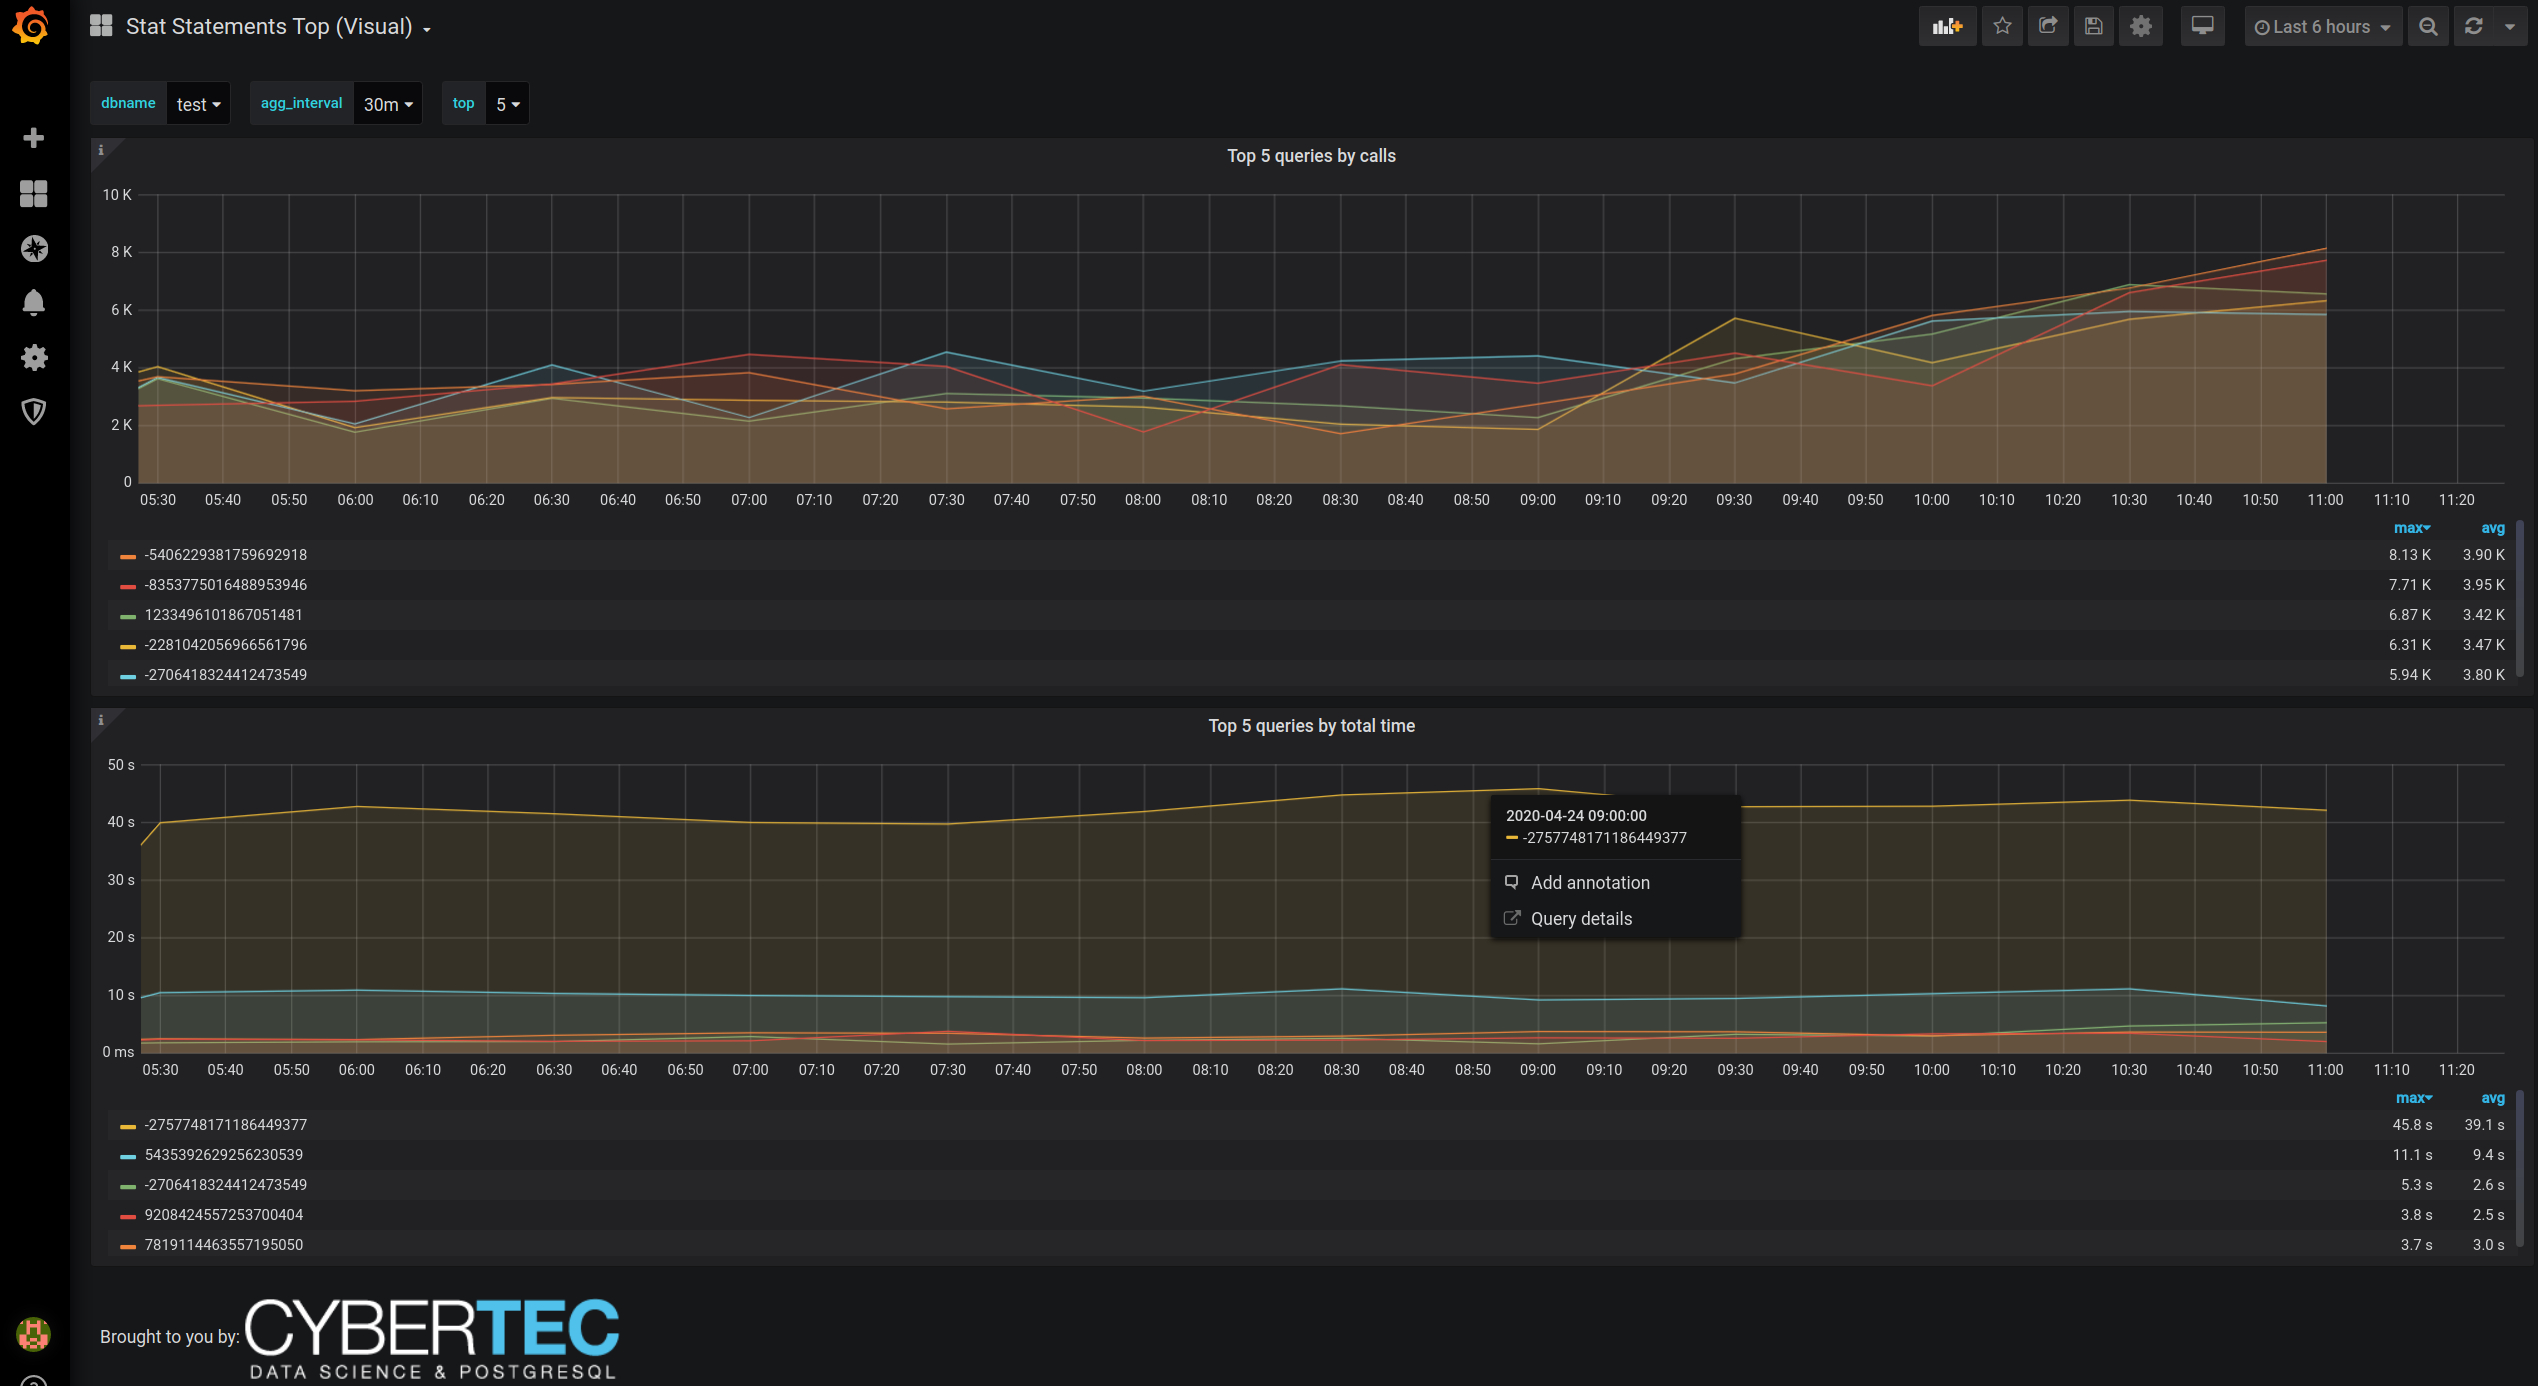 Stat Statements Top (Visual)
Last 6 hours
dbname test agg_interval 30m top 5
Top 5 queries by calls
10 K
8 K
6 K
4 K
2 K
0
05:30 05:40 05:50 06:00 06:10 06:20 06:30 06:40 06:50 07:00 07:10 07:20 07:30 07:40 07:50 08:00 08:10 08:20 08:30 08:40 08:50 09:00 09:10 09:20 09:30 09:40 09:50 10:00 10:10 10:20 10:30 10:40 10:50 11:00 11:10 11:20
max avg
-5406229381759692918 8.13 K 3.90 K
-8353775016488953946 7.71 K 3.95 K
1233496101867051481 6.87 K 3.42 K
-2281042056966561796 6.31 K 3.47 K
-2706418324412473549 5.94 K 3.80 K
Top 5 queries by total time
50 s
40 s
30 s
20 s
10 s
0 ms
2020-04-24 09:00:00
-2757748171186449377
Add annotation
Query details
05:30 05:40 05:50 06:00 06:10 06:20 06:30 06:40 06:50 07:00 07:10 07:20 07:30 07:40 07:50 08:00 08:10 08:20 08:30 08:40 08:50 09:00 09:10 09:20 09:30 09:40 09:50 10:00 10:10 10:20 10:30 10:40 10:50 11:00 11:10 11:20
max avg
-2757748171186449377 45.8 s 39.1 s
5435392629256230539 11.1 s 9.4 s
-2706418324412473549 5.3 s 2.6 s
9208424557253700404 3.8 s 2.5 s
7819114463557195050 3.7 s 3.0 s
Brought to you by: CYBERTEC
DATA SCIENCE & POSTGRESQL